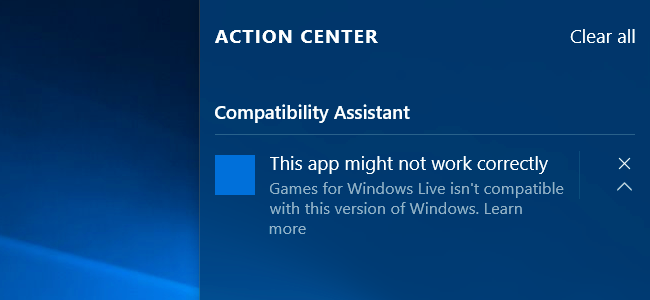 ACTION CENTER
Clear all
Compatibility Assistant
This app might not work correctly
Games for Windows Live isn't compatible
with this version of Windows. Learn
more